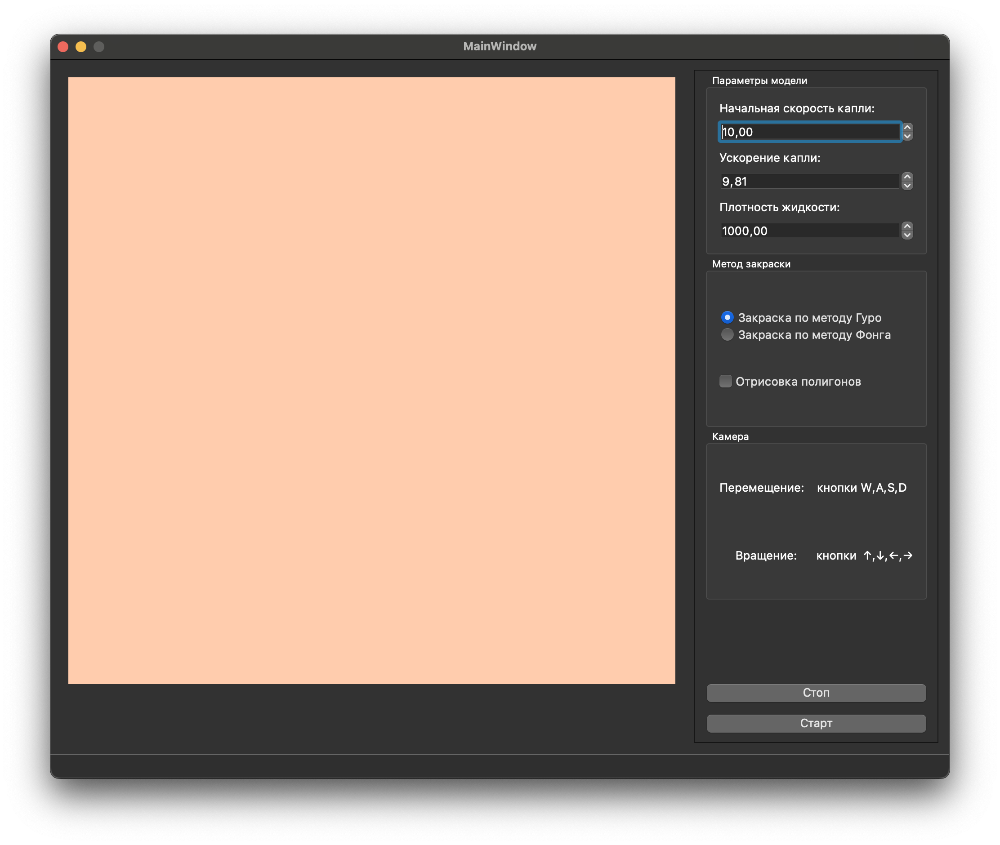 MainWindow
Параметры модели
Начальная скорость капли:
10,00
Ускорение капли:
9,81
Плотность жидкости:
1000,00
Метод закраски
Закраска по методу Гуро
Закраска по методу Фонга
Отрисовка полигонов
Камера
Перемещение: кнопки W,A,S,D
Вращение: кнопки ↑,↓,←,→
Стоп
Старт